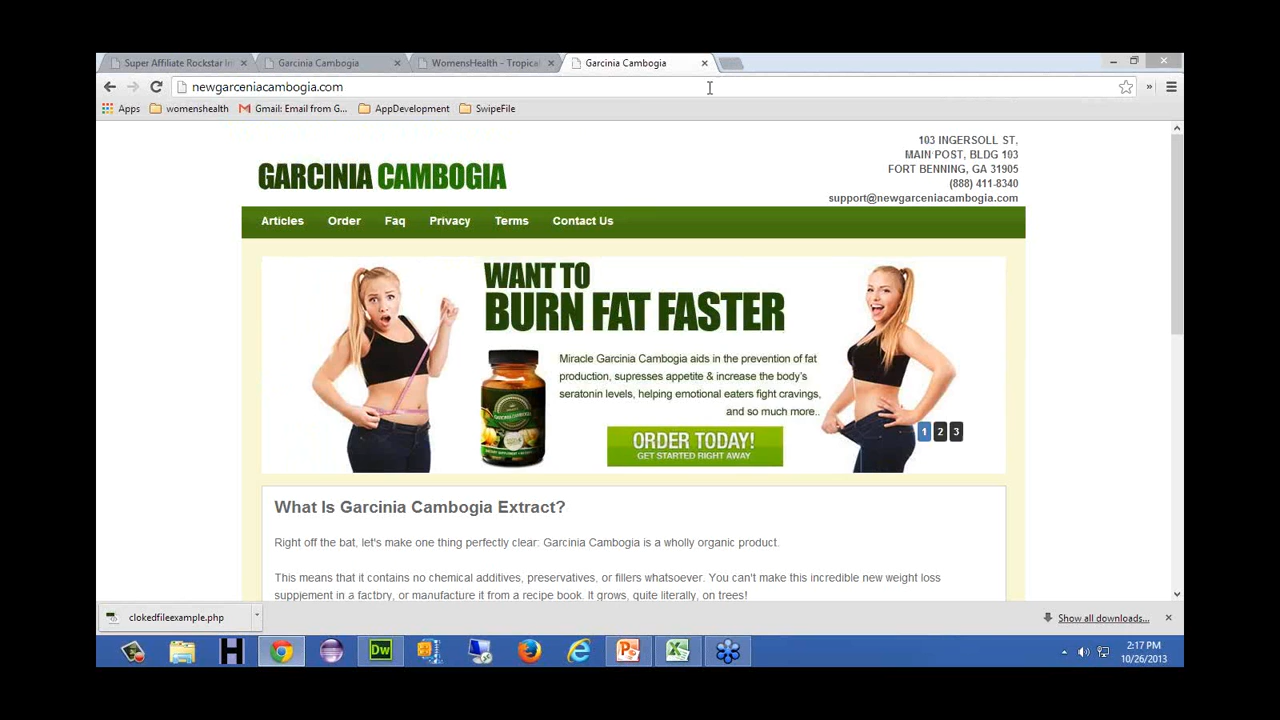 Super Affiliate Rockstar In
Garcinia Cambogia
WomensHealth - Tropical
Garcinia Cambogia
newgarceniacambogia.com
Apps
womenshealth
Gmail: Email from G...
AppDevelopment
SwipeFile
103 INGERSOLL ST,
MAIN POST, BLDG 103
FORT BENNING, GA 31905
(888) 411-8340
support@newgarceniacambogia.com
GARCINIA CAMBOGIA
Articles Order Faq Privacy Terms Contact Us
WANT TO
BURN FAT FASTER
Miracle Garcinia Cambogia aids in the prevention of fat
production, supresses appetite & increase the body's
seratonin levels, helping emotional eaters fight cravings,
and so much more..
ORDER TODAY!
GET STARTED RIGHT AWAY
1 2 3
What Is Garcinia Cambogia Extract?
Right off the bat, let's make one thing perfectly clear: Garcinia Cambogia is a wholly organic product.
This means that it contains no chemical additives, preservatives, or fillers whatsoever. You can't make this incredible new weight loss
supplement in a factory, or manufacture it from a recipe book. It grows, quite literally, on trees!
clokedfileexample.php
Show all downloads...
H
Dw
2:17 PM
10/26/2013